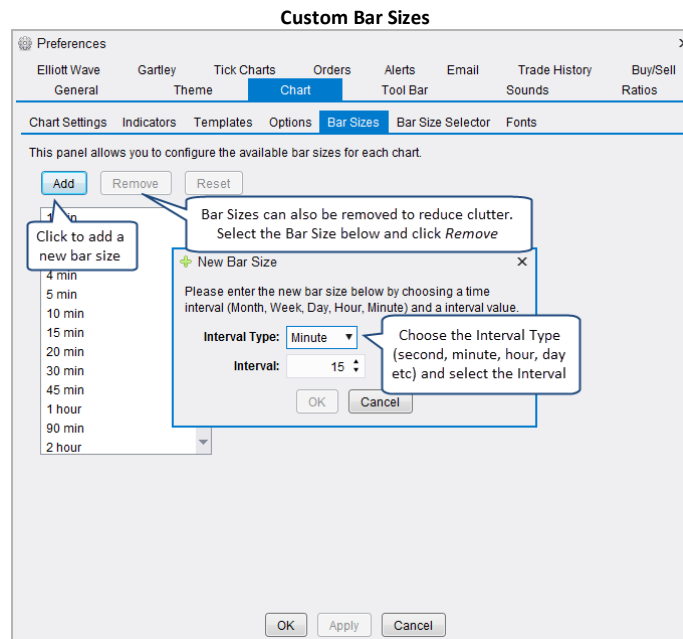 Custom Bar Sizes
Preferences
Elliott Wave Gartley Tick Charts Orders Alerts Email Trade History Buy/Sell
General Theme Chart Tool Bar Sounds Ratios
Chart Settings Indicators Templates Options Bar Sizes Bar Size Selector Fonts
This panel allows you to configure the available bar sizes for each chart.
Add Remove Reset
Bar Sizes can also be removed to reduce clutter.
Select the Bar Size below and click Remove
Click to add a
new bar size
4 min
5 min
10 min
15 min
20 min
30 min
45 min
1 hour
90 min
2 hour
New Bar Size
Please enter the new bar size below by choosing a time
interval (Month, Week, Day, Hour, Minute) and a interval value.
Interval Type: Minute
Interval: 15
Choose the Interval Type
(second, minute, hour, day
etc) and select the Interval
OK Cancel
OK Apply Cancel